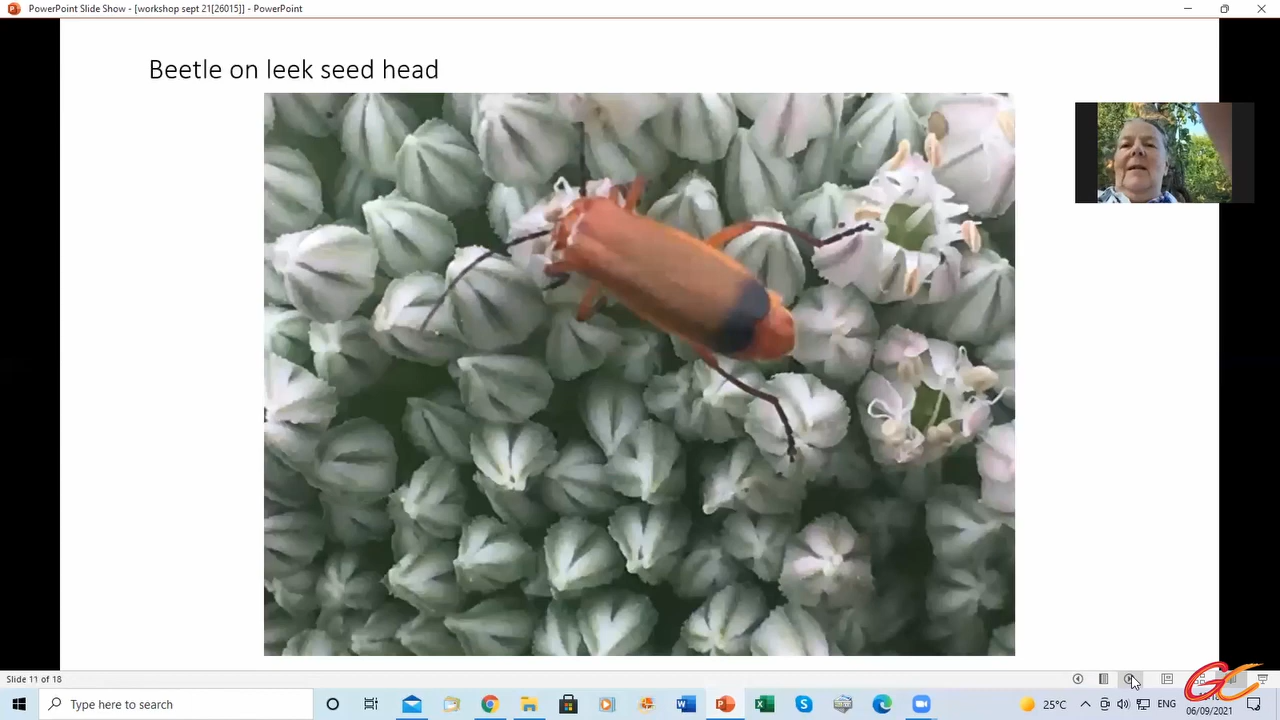 PowerPoint Slide Show - [workshop sept 21[26015]] - PowerPoint
Beetle on leek seed head
Slide 11 of 18
Type here to search
25°C
ENG
06/09/2021
GC